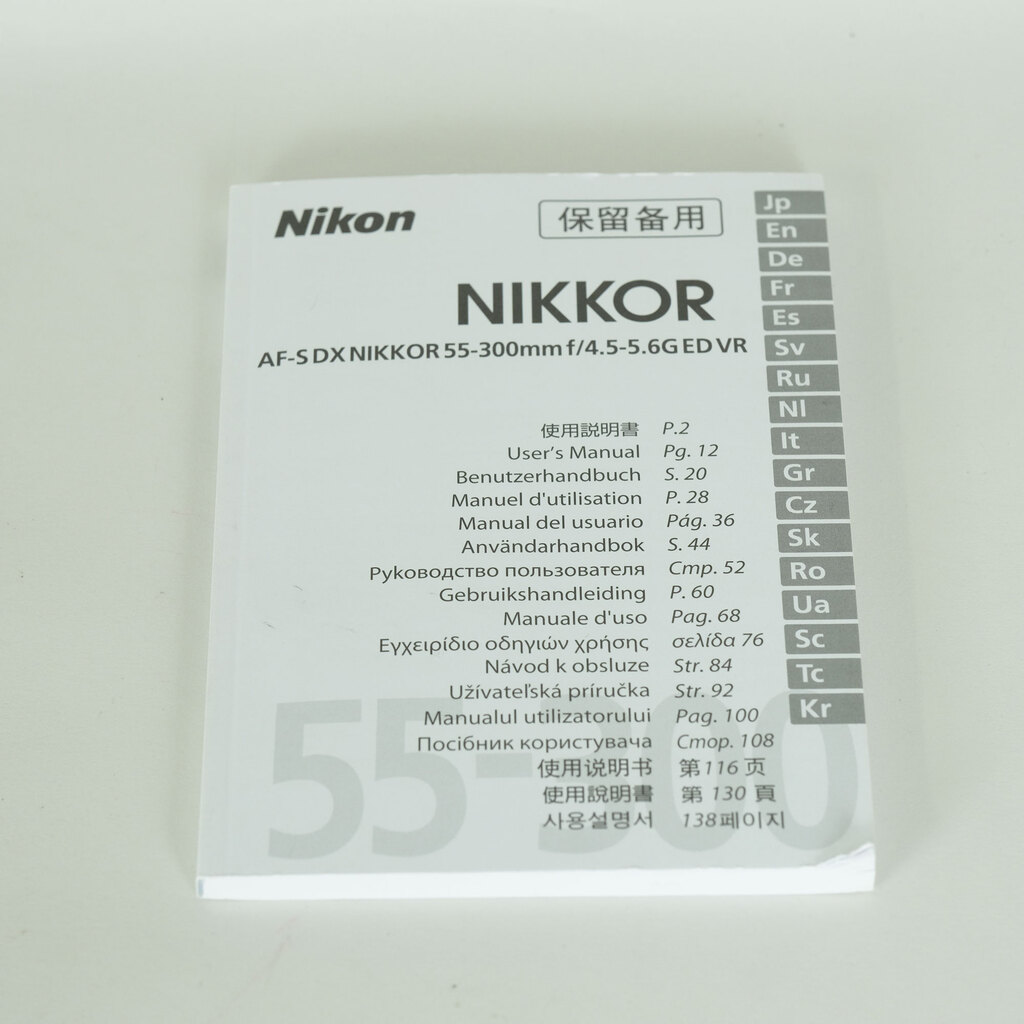 Nikon
保留备用
NIKKOR
AF-S DX NIKKOR 55-300mm f/4.5-5.6G ED VR
使用説明書 P.2
User's Manual Pg. 12
Benutzerhandbuch S. 20
Manuel d'utilisation P. 28
Manual del usuario Pág. 36
Användarhandbok S. 44
Руководство пользователя Стр. 52
Gebruikshandleiding P. 60
Manuale d'uso Pag. 68
Εγχειρίδιο οδηγιών χρήσης σελίδα 76
Návod k obsluze Str. 84
Užívateľská príručka Str. 92
Manualul utilizatorului Pag. 100
Посібник користувача Стор. 108
使用说明书 第116 页
使用說明書 第 130 頁
사용설명서 138페이지
55-300
Jp
En
De
Fr
Es
Sv
Ru
Nl
It
Gr
Cz
Sk
Ro
Ua
Sc
Tc
Kr